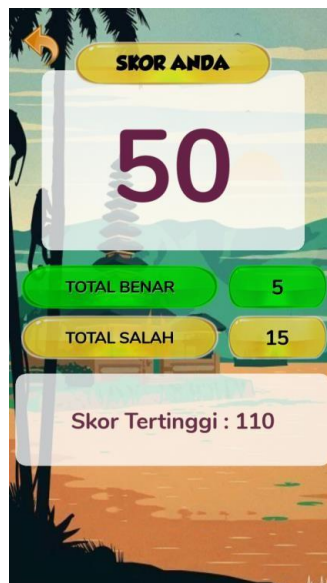 SKOR ANDA
50
TOTAL BENAR 5
TOTAL SALAH 15
Skor Tertinggi : 110